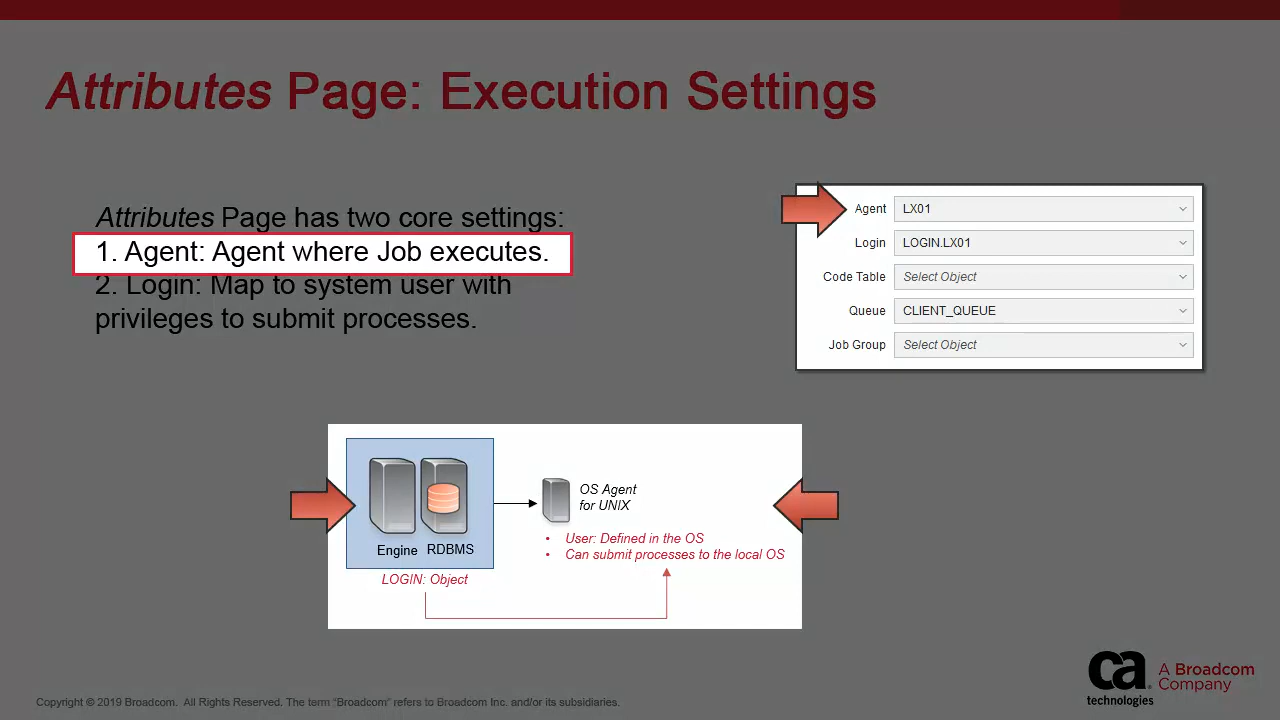 Attributes Page: Execution Settings
Attributes Page has two core settings:
1. Agent: Agent where Job executes.
2. Login: Map to system user with
privileges to submit processes.
Agent LX01
Login LOGIN.LX01
Code Table Select Object
Queue CLIENT_QUEUE
Job Group Select Object
Engine RDBMS
LOGIN: Object
OS Agent
for UNIX
• User: Defined in the OS
• Can submit processes to the local OS
Copyright © 2019 Broadcom. All Rights Reserved. The term “Broadcom” refers to Broadcom Inc. and/or its subsidiaries.
ca
technologies
A Broadcom
Company